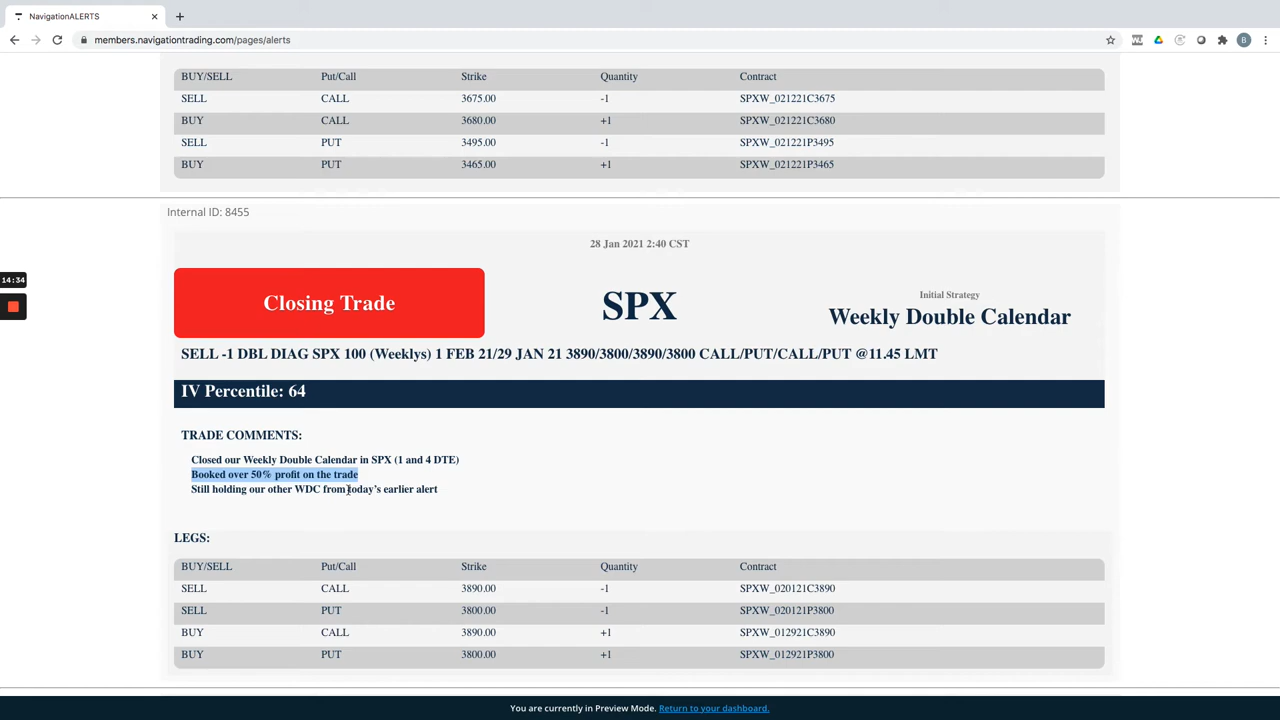 NavigationALERTS
members.navigationtrading.com/pages/alerts
B
BUY/SELL Put/Call Strike Quantity Contract
SELL CALL 3675.00 -1 SPXW_021221C3675
BUY CALL 3680.00 +1 SPXW_021221C3680
SELL PUT 3495.00 -1 SPXW_021221P3495
BUY PUT 3465.00 +1 SPXW_021221P3465
Internal ID: 8455
28 Jan 2021 2:40 CST
14:34
Closing Trade
SPX
Initial Strategy
Weekly Double Calendar
SELL -1 DBL DIAG SPX 100 (Weeklys) 1 FEB 21/29 JAN 21 3890/3800/3890/3800 CALL/PUT/CALL/PUT @11.45 LMT
IV Percentile: 64
TRADE COMMENTS:
Closed our Weekly Double Calendar in SPX (1 and 4 DTE)
Booked over 50% profit on the trade
Still holding our other WDC from today's earlier alert
LEGS:
BUY/SELL Put/Call Strike Quantity Contract
SELL CALL 3890.00 -1 SPXW_020121C3890
SELL PUT 3800.00 -1 SPXW_020121P3800
BUY CALL 3890.00 +1 SPXW_012921C3890
BUY PUT 3800.00 +1 SPXW_012921P3800
You are currently in Preview Mode. Return to your dashboard.